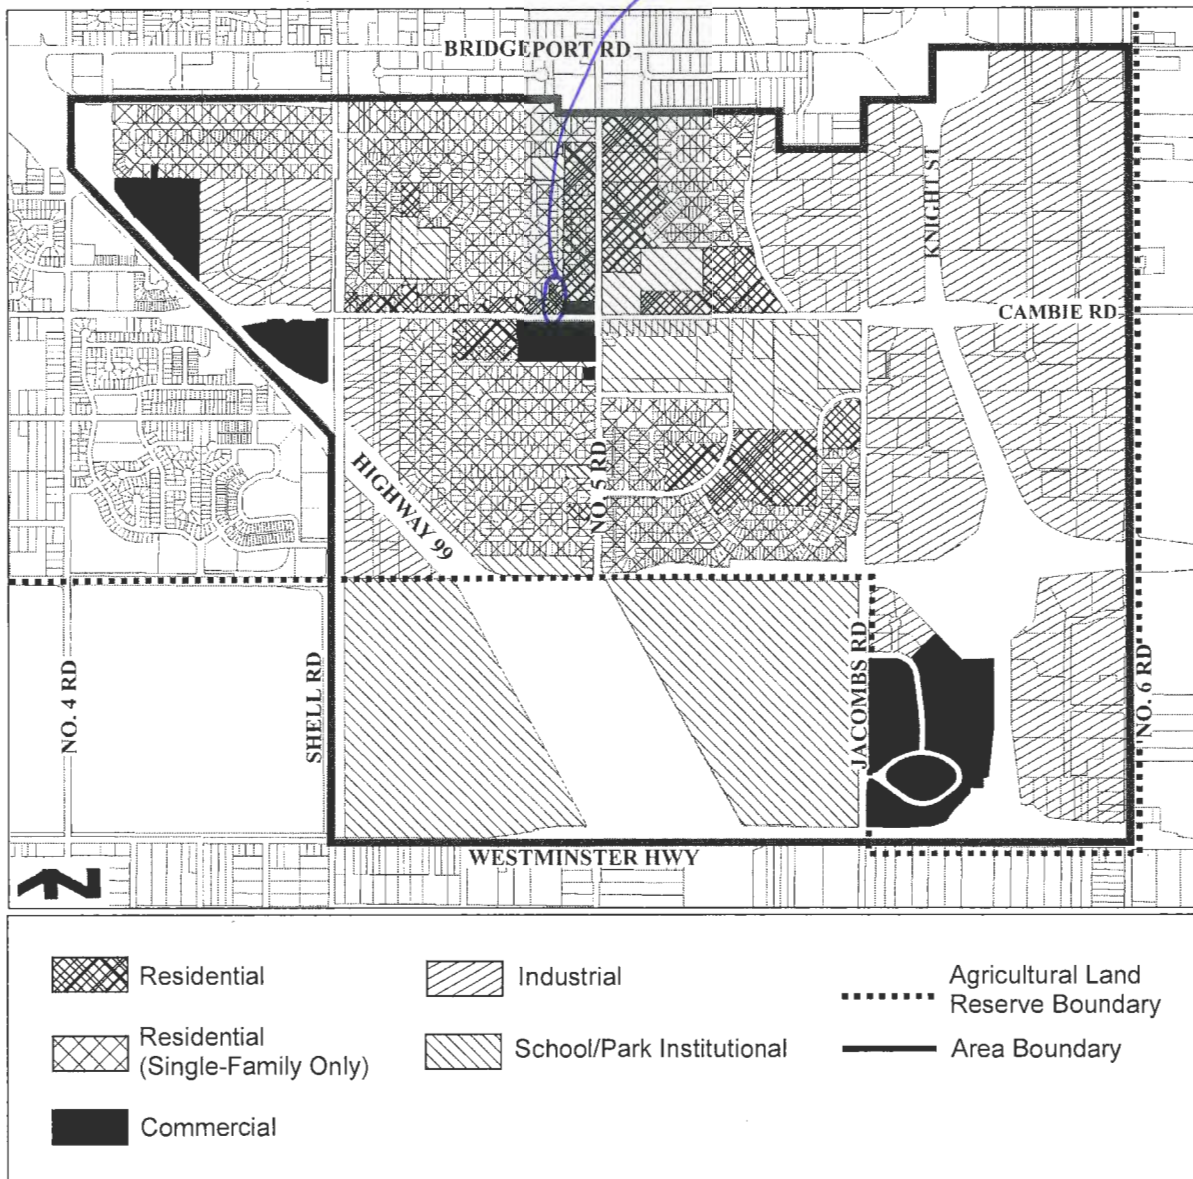 BRIDGEPORT RD
KNIGHT ST
CAMBIE RD
HIGHWAY 99
NO. 5 RD
NO. 4 RD
SHELL RD
JACOMBS RD
NO. 6 RD
WESTMINSTER HWY
N
Residential
Residential
(Single-Family Only)
Commercial
Industrial
School/Park Institutional
Agricultural Land
Reserve Boundary
Area Boundary